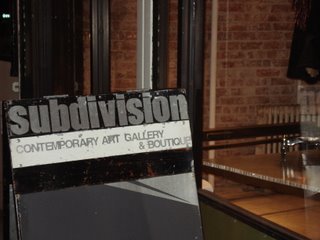 subdivision
CONTEMPORARY ART GALLERY
& BOUTIQUE